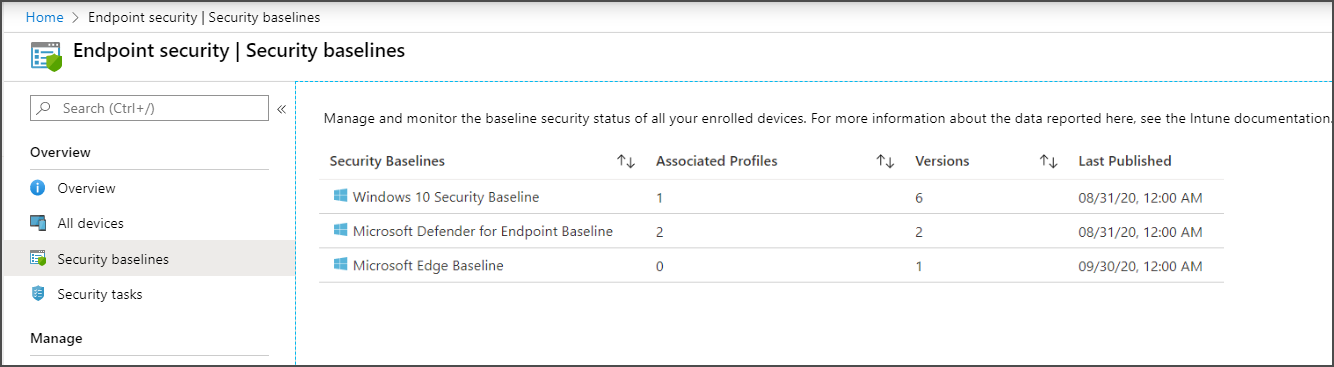 Home > Endpoint security | Security baselines
Endpoint security | Security baselines
Search (Ctrl+/) «
Overview
Overview
All devices
Security baselines
Security tasks
Manage
Manage and monitor the baseline security status of all your enrolled devices. For more information about the data reported here, see the Intune documentation.
Security Baselines ↑↓ Associated Profiles ↑↓ Versions ↑↓ Last Published
Windows 10 Security Baseline 1 6 08/31/20, 12:00 AM
Microsoft Defender for Endpoint Baseline 2 2 08/31/20, 12:00 AM
Microsoft Edge Baseline 0 1 09/30/20, 12:00 AM